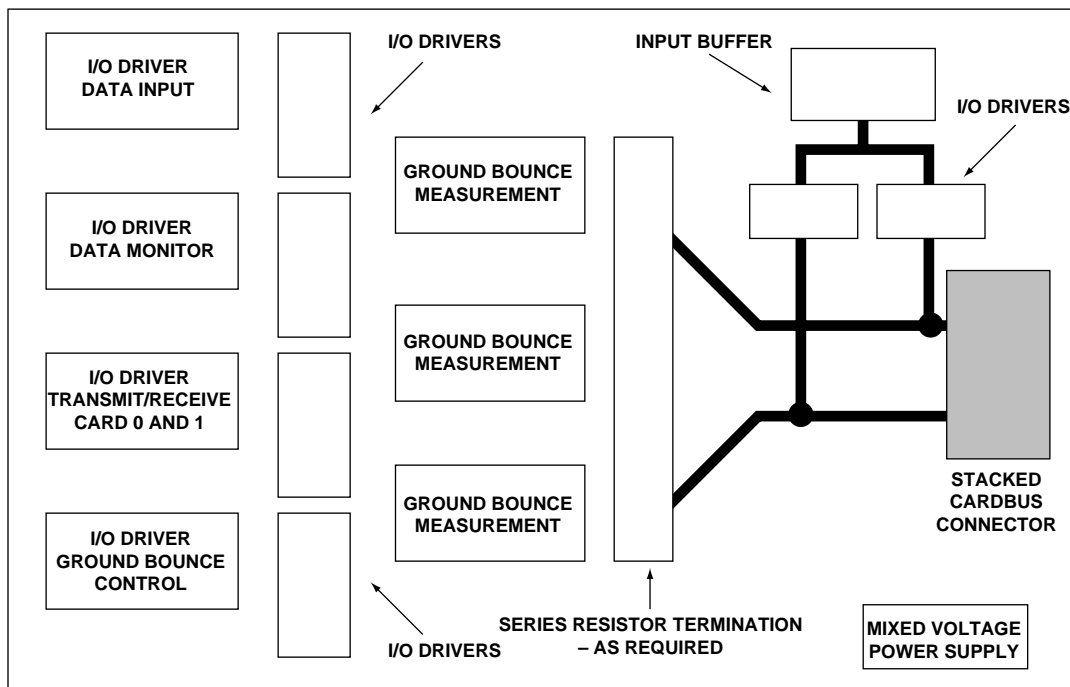 I/O DRIVER
DATA INPUT
I/O DRIVERS
INPUT BUFFER
I/O DRIVERS
GROUND BOUNCE
MEASUREMENT
I/O DRIVER
DATA MONITOR
GROUND BOUNCE
MEASUREMENT
I/O DRIVER
TRANSMIT/RECEIVE
CARD 0 AND 1
GROUND BOUNCE
MEASUREMENT
STACKED
CARDBUS
CONNECTOR
I/O DRIVER
GROUND BOUNCE
CONTROL
I/O DRIVERS
SERIES RESISTOR TERMINATION
– AS REQUIRED
MIXED VOLTAGE
POWER SUPPLY